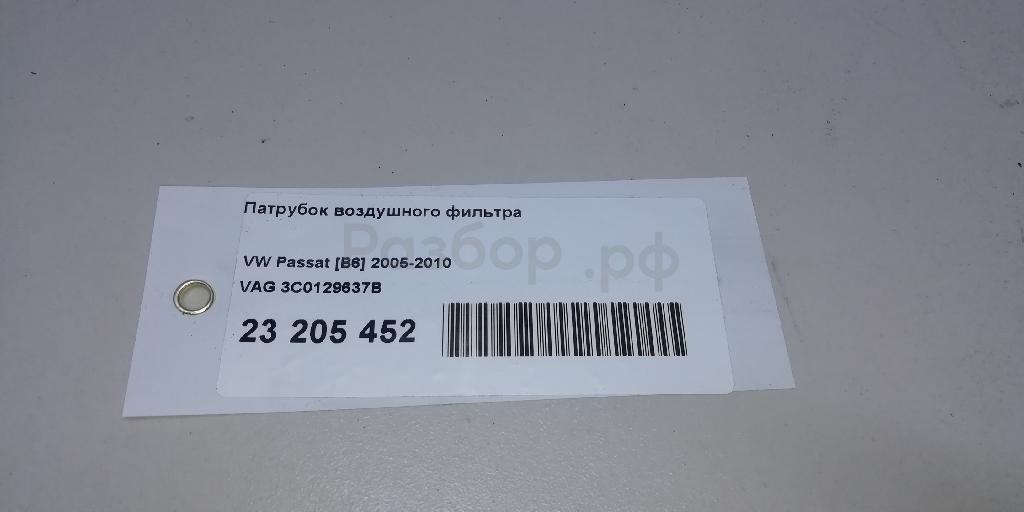 Патрубок воздушного фильтра
Разбор.рф
VW Passat [B6] 2005-2010
VAG 3C0129637B
23 205 452